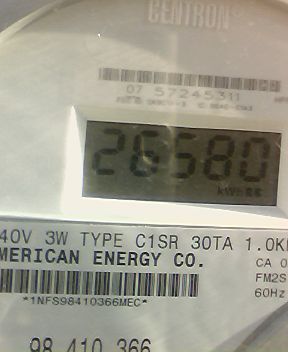 CENTRON®
07 57245311
26580
kWh
40V 3W TYPE C1SR 30TA 1.0K
MERICAN ENERGY CO.
CA 0
FM2S
*1NFS98410366MEC*
60Hz
98 410 366